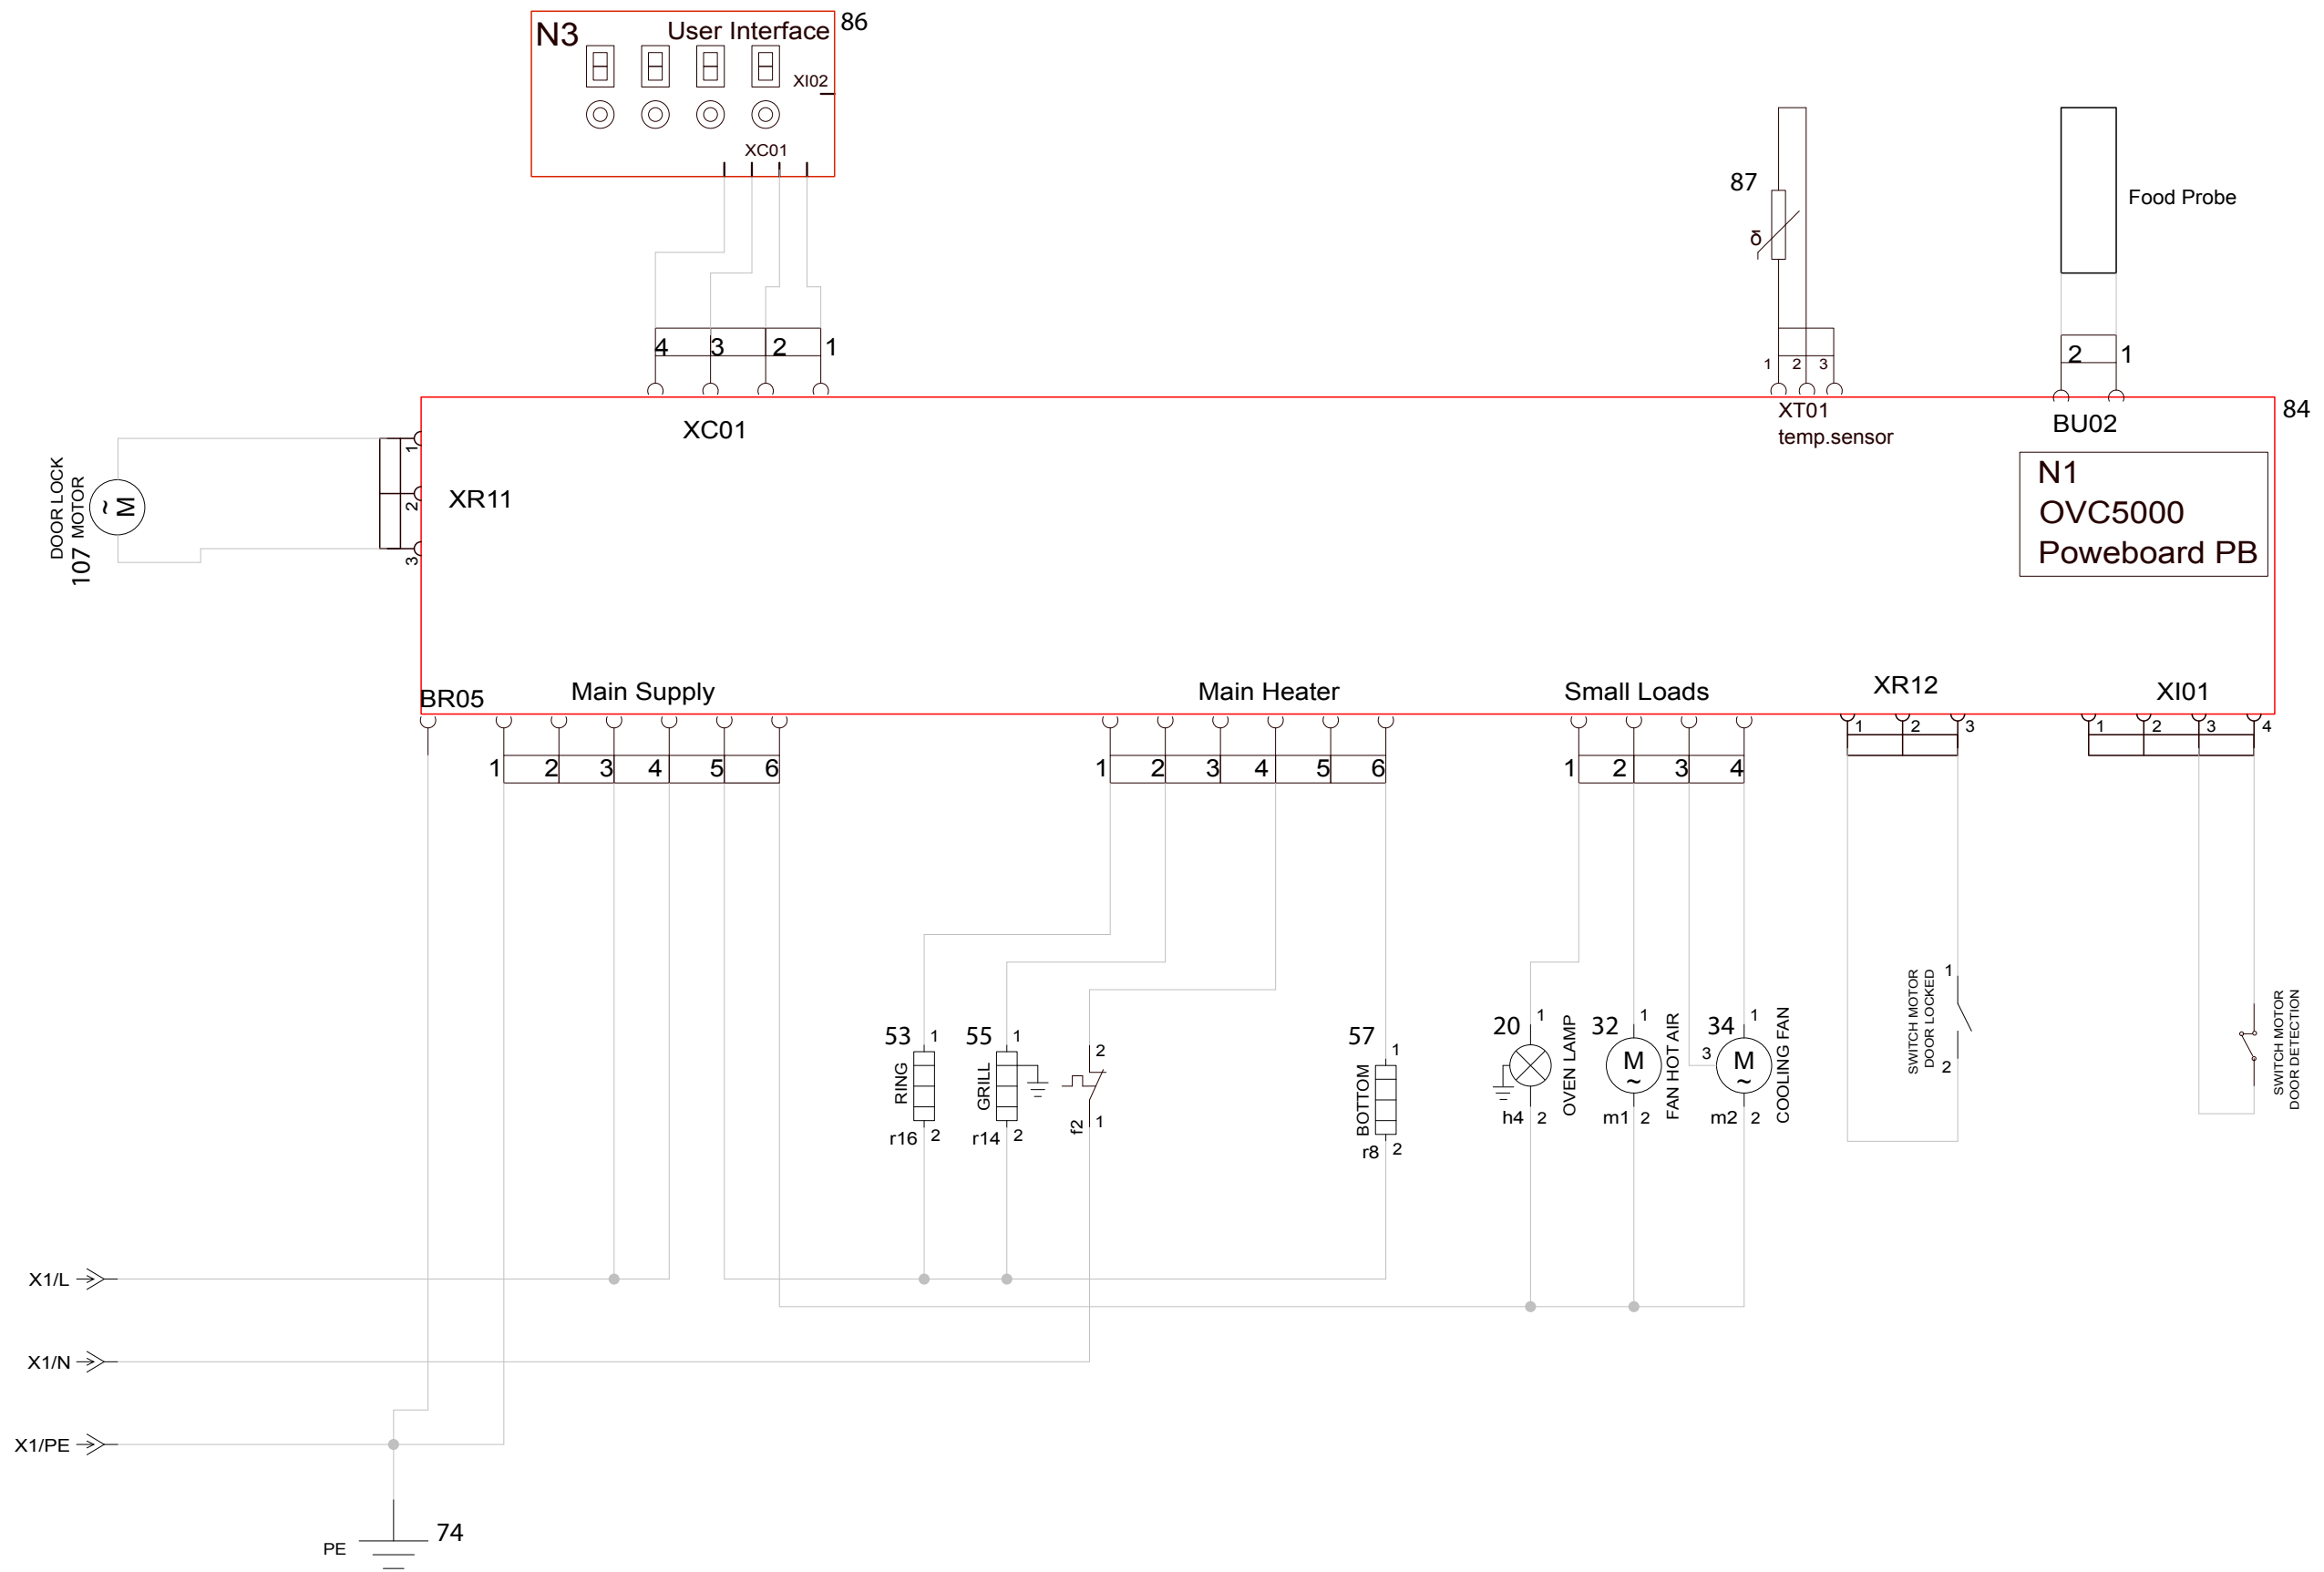 N3
User Interface
86
XI02
XC01
87
δ
Food Probe
4 3 2 1
1 2 3
2 1
XT01
temp.sensor
BU02
84
XC01
XR11
1
2
3
DOOR LOCK
107 MOTOR
M
~
N1
OVC5000
Poweboard PB
BR05
Main Supply
Main Heater
Small Loads
XR12
XI01
1 2 3 4 5 6
1 2 3 4 5 6
1 2 3 4
1 2 3
1 2 3 4
53 1
RING
r16 2
55 1
GRILL
r14 2
2
f2 1
57 1
BOTTOM
r8 2
20 1
OVEN LAMP
h4 2
32 1
M
~
FAN HOT AIR
m1 2
34 1
3
M
~
COOLING FAN
m2 2
SWITCH MOTOR
DOOR LOCKED
1
2
SWITCH MOTOR
DOOR DETECTION
X1/L
X1/N
X1/PE
PE
74